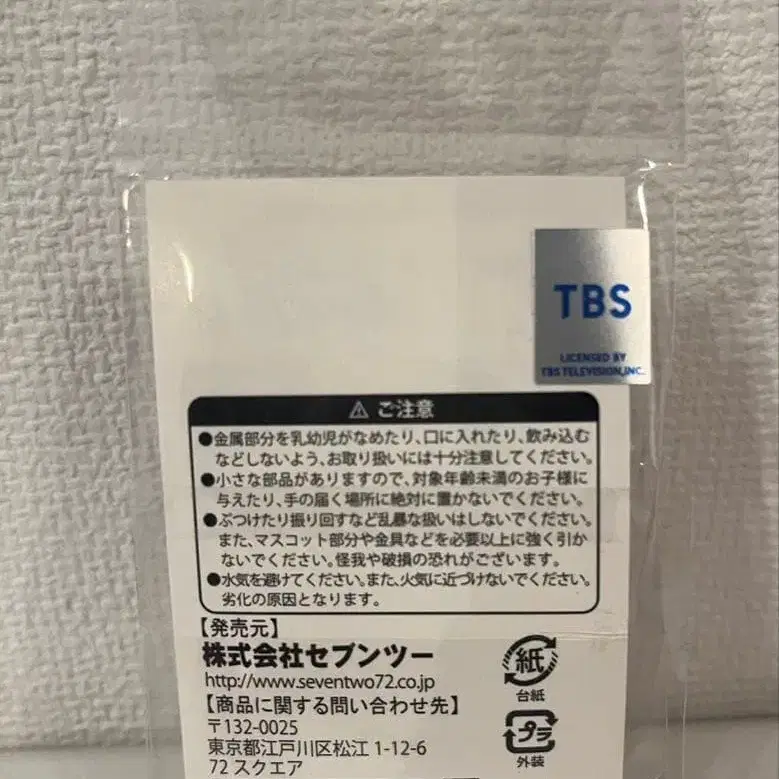 TBS
LICENSED BY
TBS TELEVISION,INC.
⚠ ご注意
●金属部分を乳幼児がなめたり、口に入れたり、飲み込む
などしないよう、お取り扱いには十分注意してください。
●小さな部品がありますので、対象年齢未満のお子様に
与えたり、手の届く場所に絶対に置かないでください。
●ぶつけたり振り回すなど乱暴な扱いはしないでください。
また、マスコット部分や金具などを必要以上に強く引か
ないでください。怪我や破損の恐れがございます。
●水気を避けてください。また、火気に近づけないでください。
劣化の原因となります。
【発売元】
株式会社セブンツー
http://www.seventwo72.co.jp
【商品に関する問い合わせ先】
〒132-0025
東京都江戸川区松江 1-12-6
72 スクエア
紙
台紙
プラ
外装